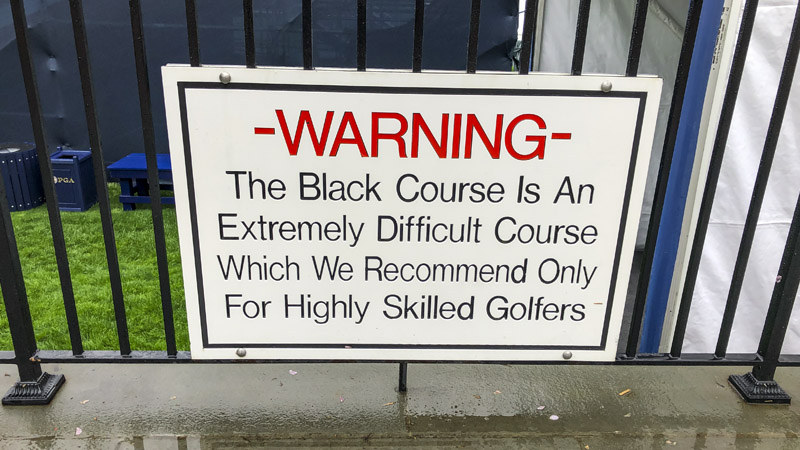 -WARNING-
The Black Course Is An
Extremely Difficult Course
Which We Recommend Only
For Highly Skilled Golfers
PGA